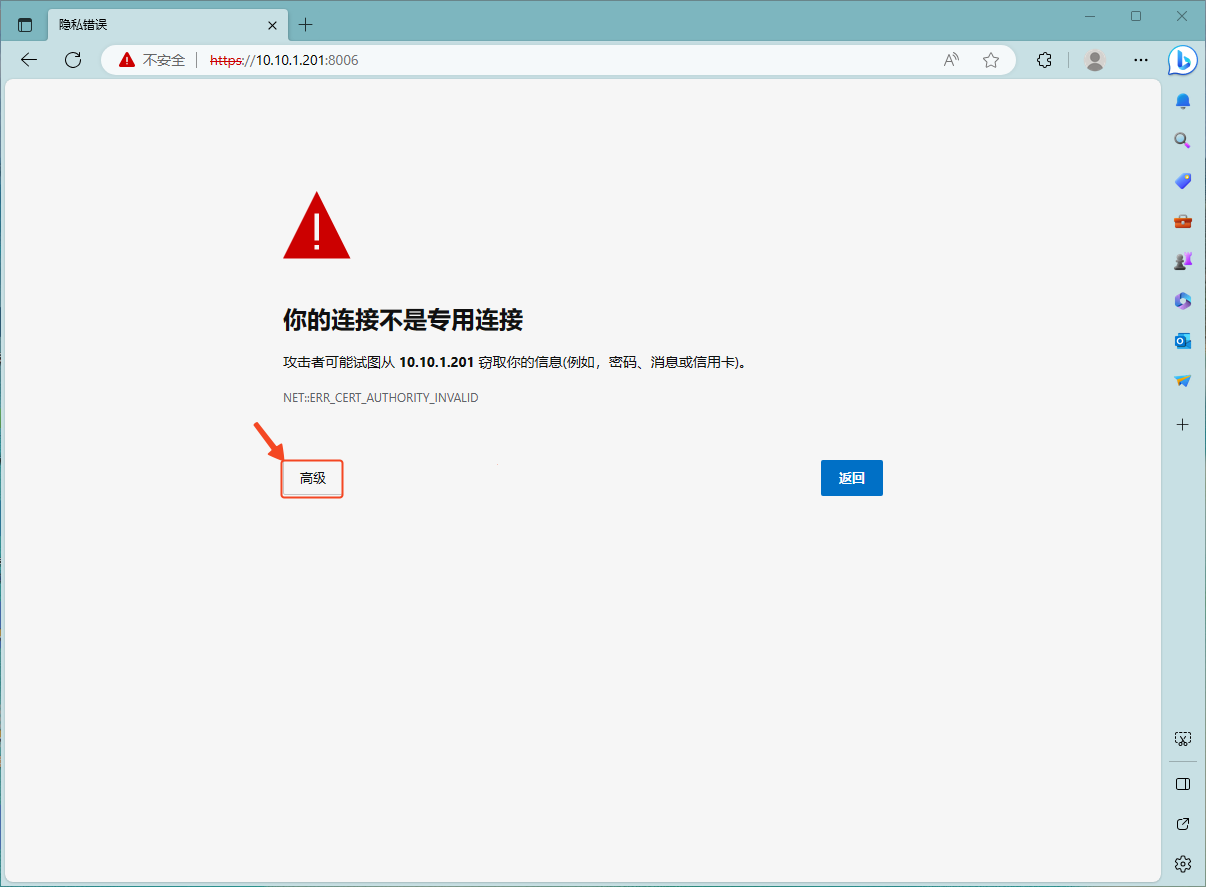 隐私错误
不安全
https://10.10.1.201:8006
你的连接不是专用连接
攻击者可能试图从 10.10.1.201 窃取你的信息(例如，密码、消息或信用卡)。
NET::ERR_CERT_AUTHORITY_INVALID
高级
返回